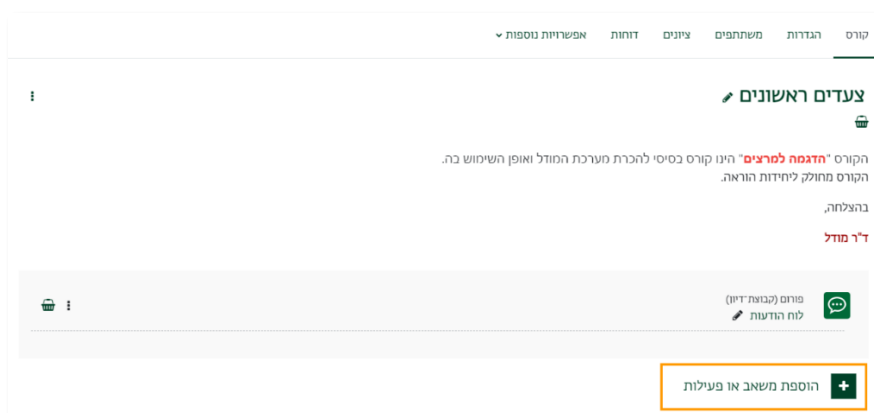 קורס הגדרות משתתפים ציונים דוחות אפשרויות נוספות
צעדים ראשונים
הקורס "הדגמה למרצים" הינו קורס בסיסי להכרת מערכת המודל ואופן השימוש בה.
הקורס מחולק ליחידות הוראה.
בהצלחה,
ד"ר מודל
פורום (קבוצת־דיון)
לוח הודעות
הוספת משאב או פעילות